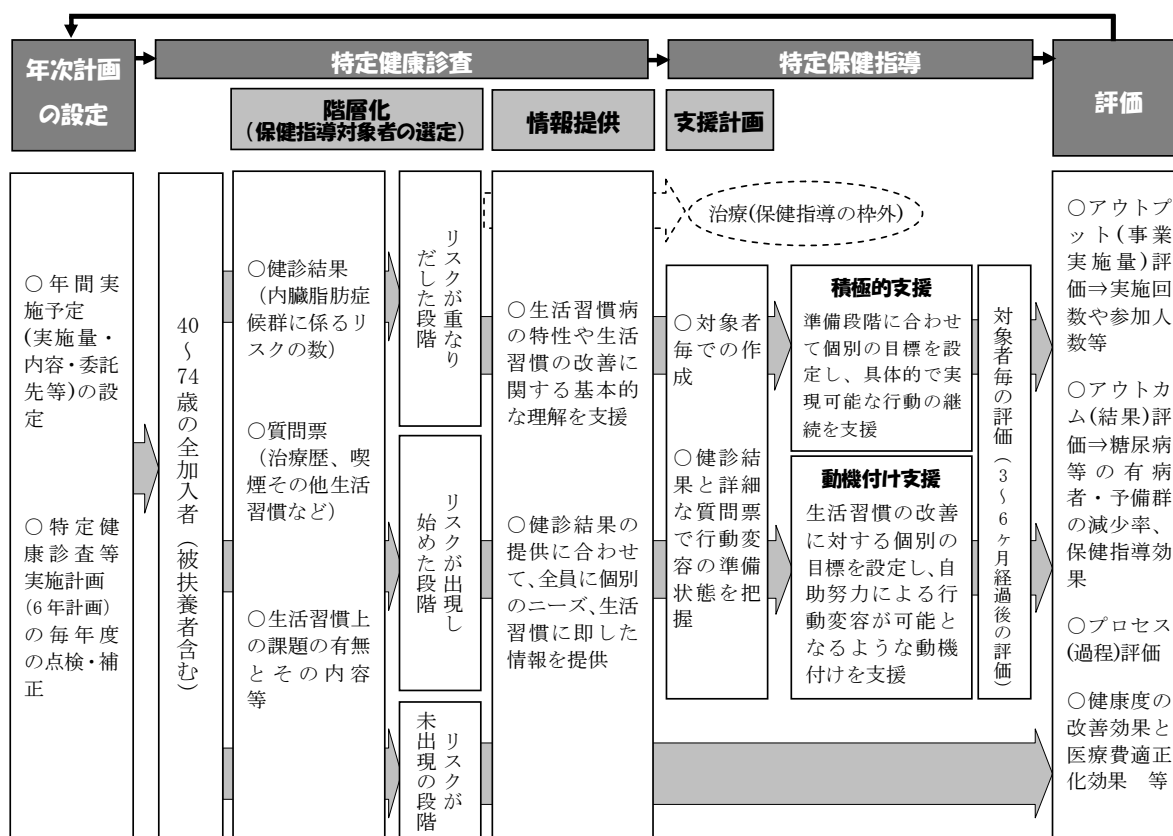 年次計画
の設定
特定健康診査
特定保健指導
評価
階層化
(保健指導対象者の選定)
情報提供
支援計画
○年間実
施予定
(実施量・
内容・委託
先等)の設
定
○特定健
康診査等
実施計画
(6年計画)
の毎年度
の点検・補
正
40～74歳の全加入者(被扶養者含む)
○健診結果
(内臓脂肪症
候群に係るリ
スクの数)
○質問票
(治療歴、喫
煙その他生活
習慣など)
○生活習慣上
の課題の有無
とその内容
等
リスクが重なり
だした段階
リスクが出現し
始めた段階
リスクが
未出現の段階
○生活習慣病
の特性や生活
習慣の改善に
関する基本的
な理解を支援
○健診結果の
提供に合わせ
て、全員に個別
のニーズ、生活
習慣に即した
情報を提供
治療(保健指導の枠外)
○対象者
毎での作
成
○健診結
果と詳細
な質問票
で行動変
容の準備
状態を把
握
積極的支援
準備段階に合わせ
て個別の目標を設
定し、具体的で実
現可能な行動の継
続を支援
動機付け支援
生活習慣の改善
に対する個別の
目標を設定し、自
助努力による行
動変容が可能と
なるような動機
付けを支援
対象者毎の評価(3～6ヶ月経過後の評価)
○アウトプ
ット(事業
実施量)評
価⇒実施回
数や参加人
数等
○アウトカ
ム(結果)評
価⇒糖尿病
等の有病
者・予備群
の減少率、
保健指導効
果
○プロセス
(過程)評価
○健康度の
改善効果と
医療費適正
化効果　等